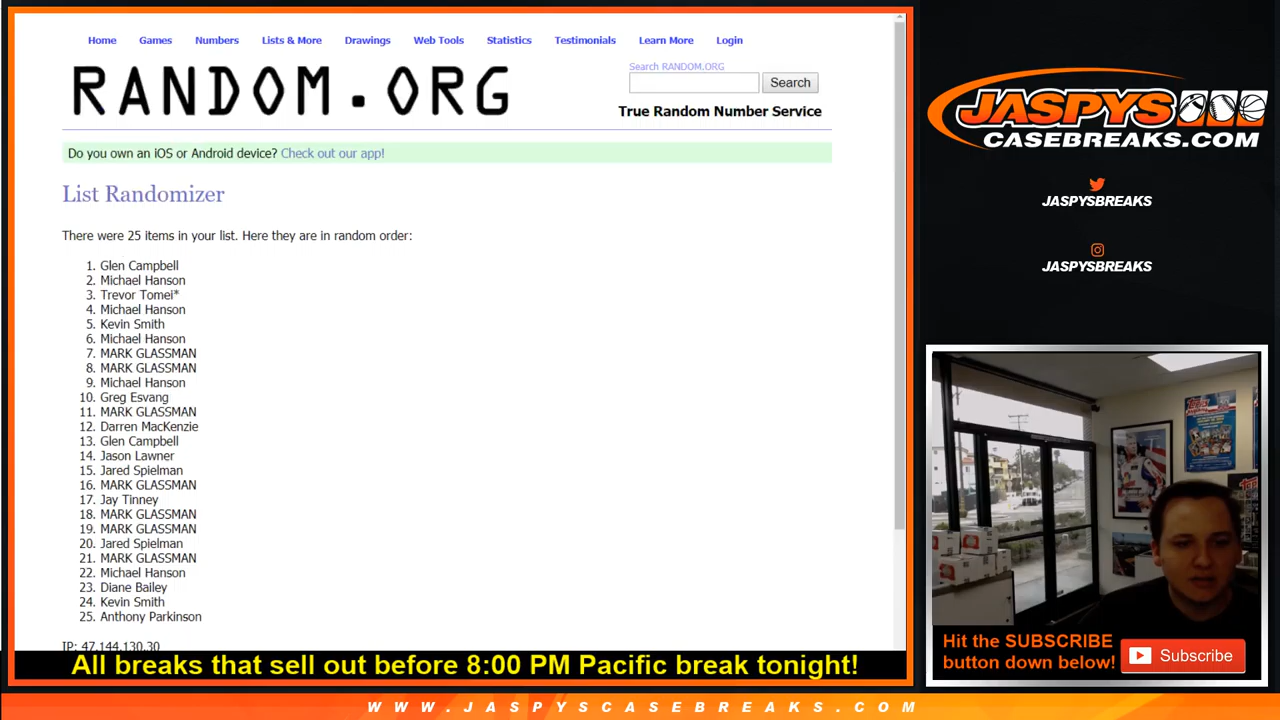 Home Games Numbers Lists & More Drawings Web Tools Statistics Testimonials Learn More Login
RANDOM.ORG
Search RANDOM.ORG
Search
True Random Number Service
Do you own an iOS or Android device? Check out our app!
List Randomizer
There were 25 items in your list. Here they are in random order:
1. Glen Campbell
2. Michael Hanson
3. Trevor Tomei*
4. Michael Hanson
5. Kevin Smith
6. Michael Hanson
7. MARK GLASSMAN
8. MARK GLASSMAN
9. Michael Hanson
10. Greg Esvang
11. MARK GLASSMAN
12. Darren MacKenzie
13. Glen Campbell
14. Jason Lawner
15. Jared Spielman
16. MARK GLASSMAN
17. Jay Tinney
18. MARK GLASSMAN
19. MARK GLASSMAN
20. Jared Spielman
21. MARK GLASSMAN
22. Michael Hanson
23. Diane Bailey
24. Kevin Smith
25. Anthony Parkinson
IP: 47.144.130.30
All breaks that sell out before 8:00 PM Pacific break tonight!
JASPYS
CASEBREAKS.COM
JASPYSBREAKS
JASPYSBREAKS
Hit the SUBSCRIBE
button down below!
Subscribe
WWW.JASPYSCASEBREAKS.COM